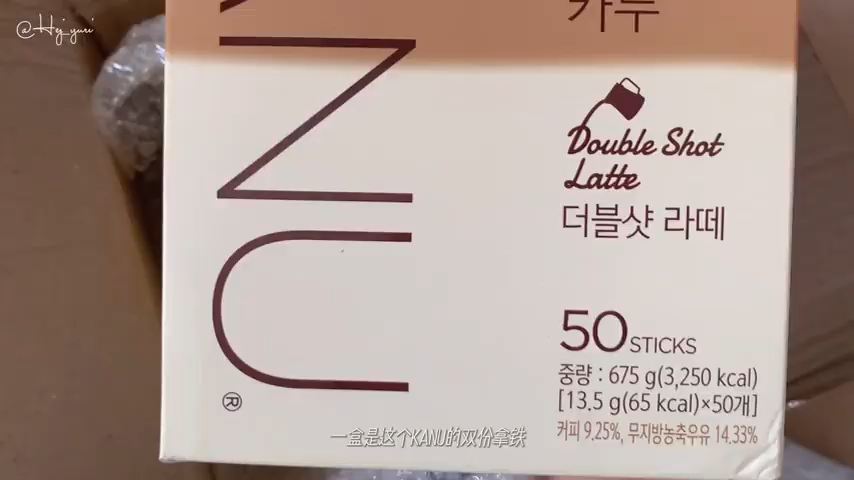 @Hej_yuri
ANU
®
카누
Double Shot
Latte
더블샷 라떼
50 STICKS
중량 : 675 g(3,250 kcal)
[13.5 g(65 kcal)×50개]
커피 9.25%, 무지방농축우유 14.33%
一盒是这个KANU的双份拿铁